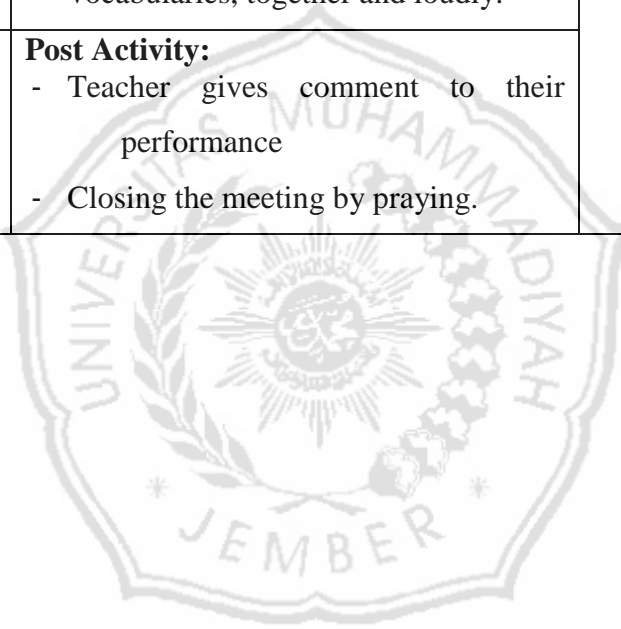 vocabularies, together and loudly.
Post Activity:
- Teacher gives comment to their
performance
- Closing the meeting by praying.
UNIVERSITAS MUHAMMADIYAH
* JEMBER *